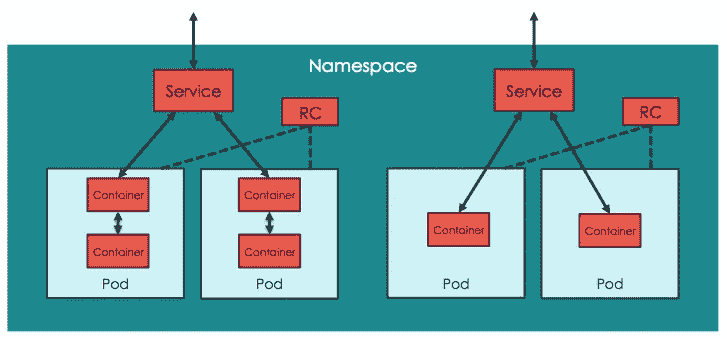 Namespace
Service
Service
RC
RC
Container
Container
Container
Container
Container
Container
Pod
Pod
Pod
Pod